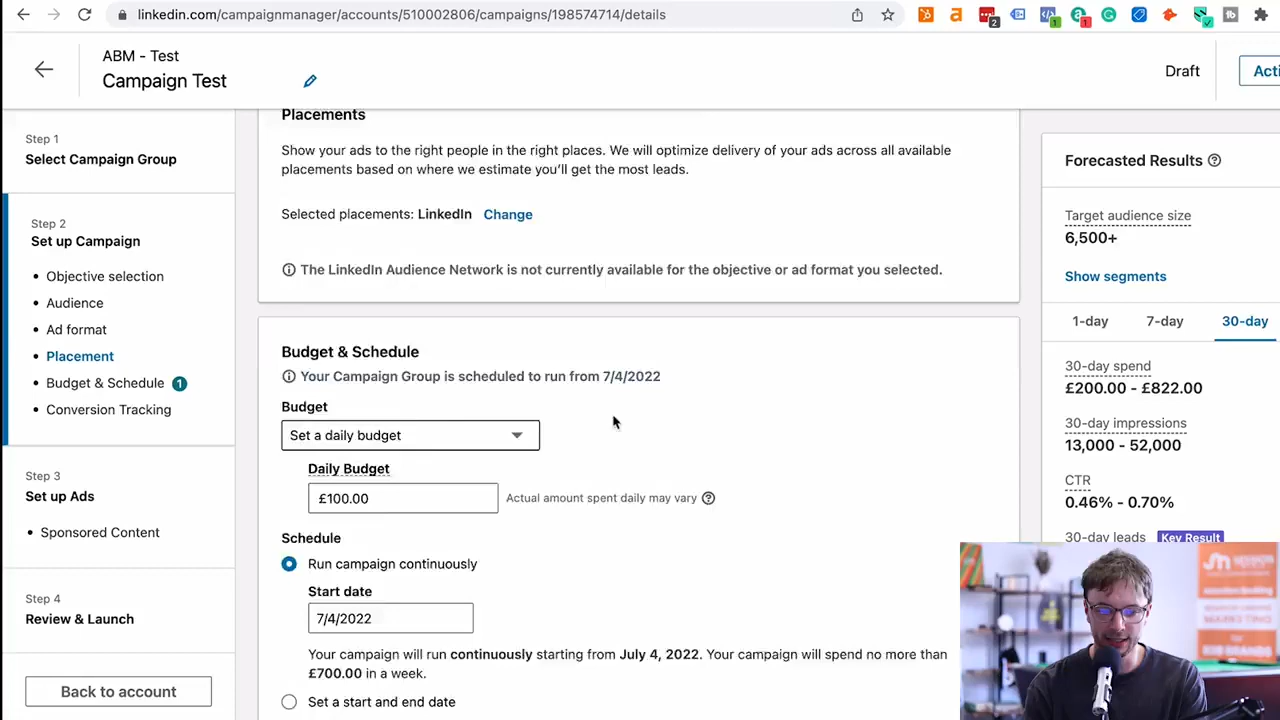 linkedin.com/campaignmanager/accounts/510002806/campaigns/198574714/details
2
1
1
ABM - Test
Campaign Test
Draft
Step 1
Select Campaign Group
Step 2
Set up Campaign
Objective selection
Audience
Ad format
Placement
Budget & Schedule 1
Conversion Tracking
Step 3
Set up Ads
Sponsored Content
Step 4
Review & Launch
Back to account
Placements
Show your ads to the right people in the right places. We will optimize delivery of your ads across all available
placements based on where we estimate you'll get the most leads.
Selected placements: LinkedIn Change
The LinkedIn Audience Network is not currently available for the objective or ad format you selected.
Budget & Schedule
Your Campaign Group is scheduled to run from 7/4/2022
Budget
Set a daily budget
Daily Budget
£100.00 Actual amount spent daily may vary
Schedule
Run campaign continuously
Start date
7/4/2022
Your campaign will run continuously starting from July 4, 2022. Your campaign will spend no more than
£700.00 in a week.
Set a start and end date
Forecasted Results
Target audience size
6,500+
Show segments
1-day 7-day 30-day
30-day spend
£200.00 - £822.00
30-day impressions
13,000 - 52,000
CTR
0.46% - 0.70%
30-day leads Key Result
MARKETING